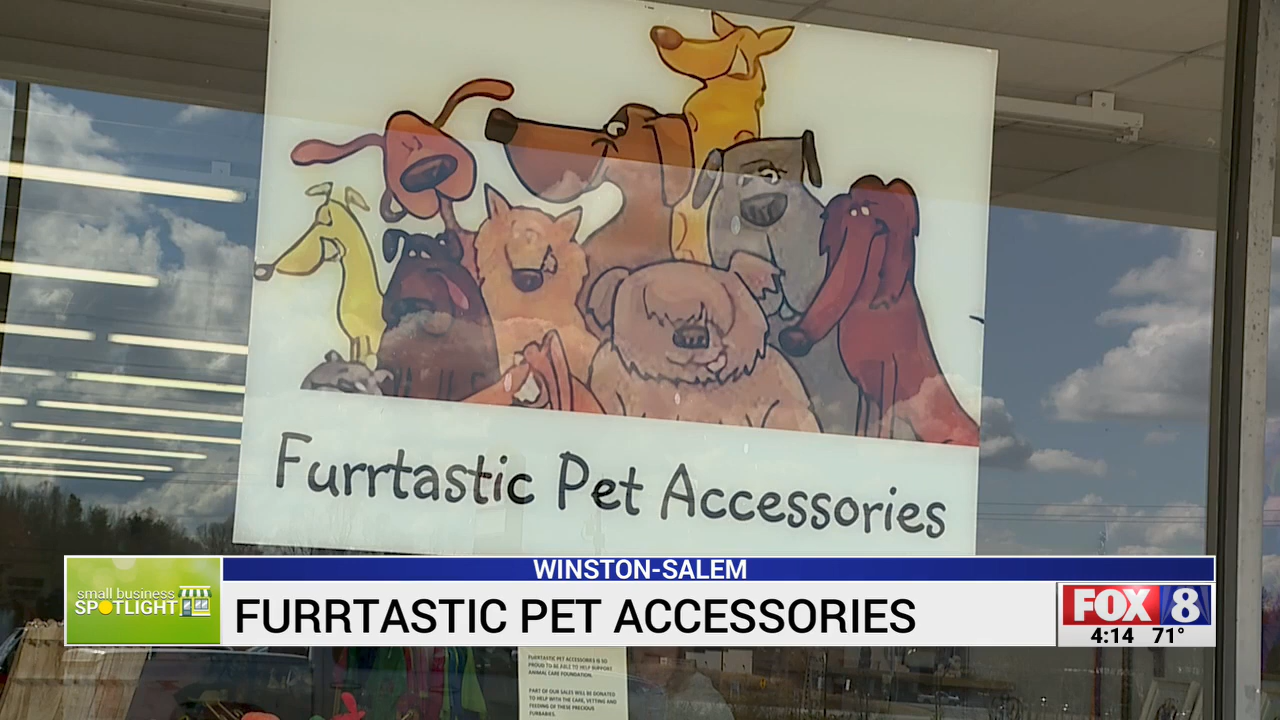 Furrtastic Pet Accessories
WINSTON-SALEM
small business
SPOTLIGHT
FURRTASTIC PET ACCESSORIES
FOX 8
4:14 71°
FURRTASTIC PET ACCESSORIES IS SO
PROUD TO BE ABLE TO HELP SUPPORT
ANIMAL CARE FOUNDATION.
PART OF OUR SALES WILL BE DONATED
TO HELP WITH THE CARE, VETTING AND
FEEDING OF THESE PRECIOUS
FURBABIES.